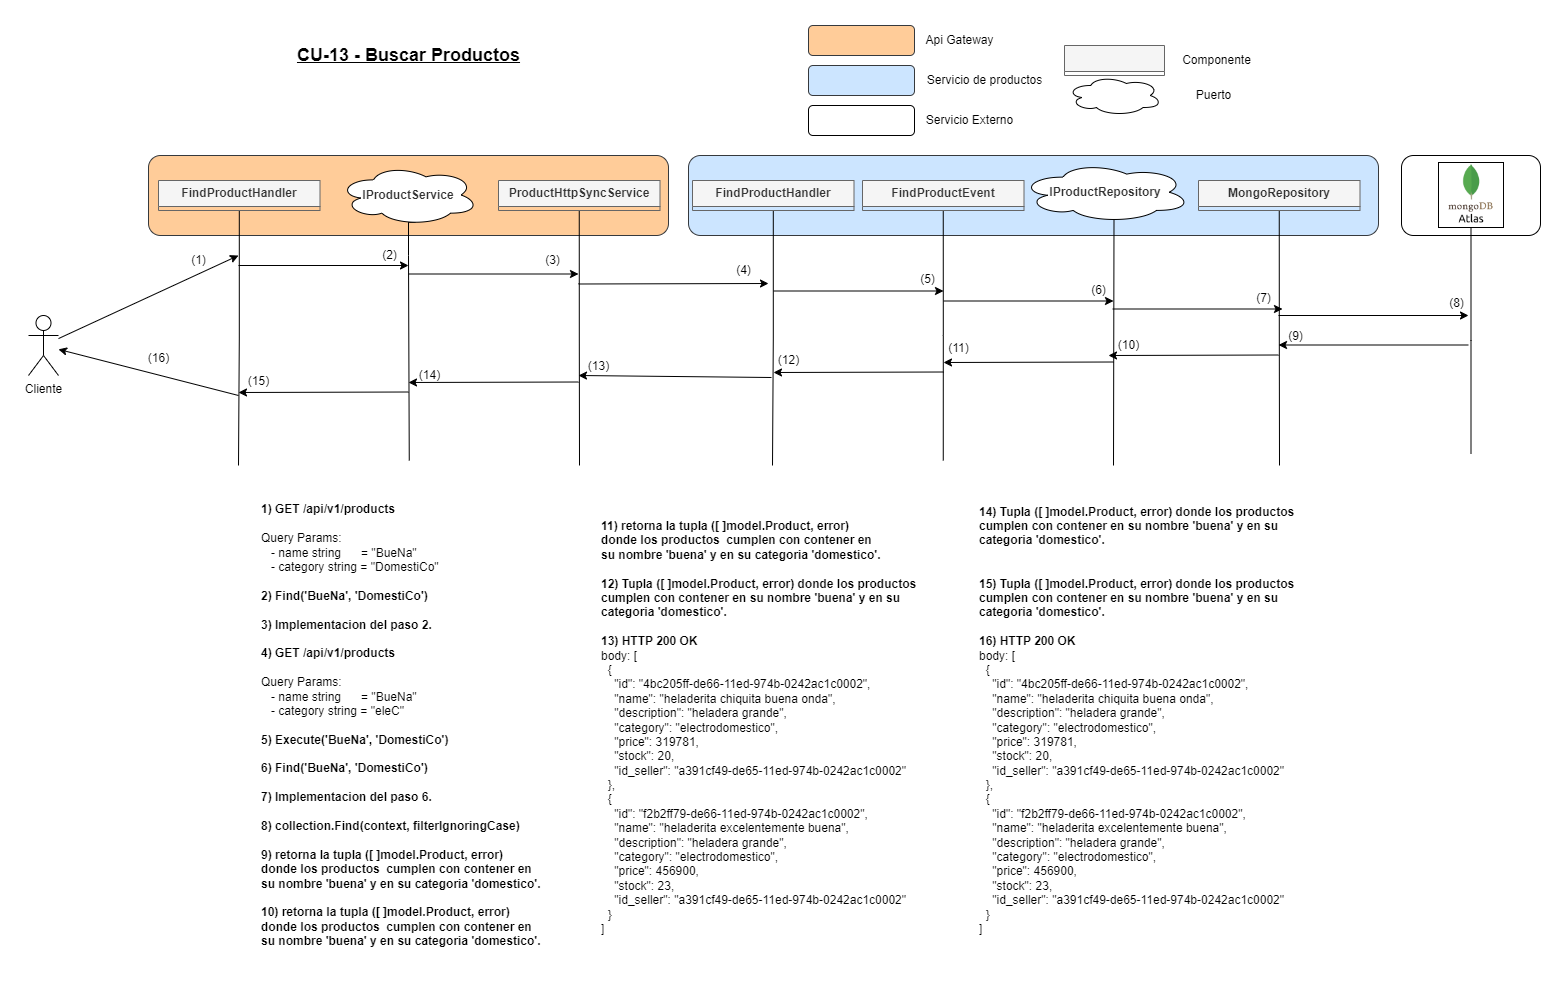 CU-13 - Buscar Productos
Api Gateway
Servicio de productos
Servicio Externo
Componente
Puerto
FindProductHandler
IProductService
ProductHttpSyncService
FindProductHandler
FindProductEvent
IProductRepository
MongoRepository
mongoDB
Atlas
(1)
(2)
(3)
(4)
(5)
(6)
(7)
(8)
(9)
(10)
(11)
(12)
(13)
(14)
(15)
(16)
Cliente
1) GET /api/v1/products
Query Params:
- name string = "BueNa"
- category string = "DomestiCo"
2) Find('BueNa', 'DomestiCo')
3) Implementacion del paso 2.
4) GET /api/v1/products
Query Params:
- name string = "BueNa"
- category string = "eleC"
5) Execute('BueNa', 'DomestiCo')
6) Find('BueNa', 'DomestiCo')
7) Implementacion del paso 6.
8) collection.Find(context, filterIgnoringCase)
9) retorna la tupla ([ ]model.Product, error)
donde los productos cumplen con contener en
su nombre 'buena' y en su categoria 'domestico'.
10) retorna la tupla ([ ]model.Product, error)
donde los productos cumplen con contener en
su nombre 'buena' y en su categoria 'domestico'.
11) retorna la tupla ([ ]model.Product, error)
donde los productos cumplen con contener en
su nombre 'buena' y en su categoria 'domestico'.
12) Tupla ([ ]model.Product, error) donde los productos
cumplen con contener en su nombre 'buena' y en su
categoria 'domestico'.
13) HTTP 200 OK
body: [
{
"id": "4bc205ff-de66-11ed-974b-0242ac1c0002",
"name": "heladerita chiquita buena onda",
"description": "heladera grande",
"category": "electrodomestico",
"price": 319781,
"stock": 20,
"id_seller": "a391cf49-de65-11ed-974b-0242ac1c0002"
},
{
"id": "f2b2ff79-de66-11ed-974b-0242ac1c0002",
"name": "heladerita excelentemente buena",
"description": "heladera grande",
"category": "electrodomestico",
"price": 456900,
"stock": 23,
"id_seller": "a391cf49-de65-11ed-974b-0242ac1c0002"
}
]
14) Tupla ([ ]model.Product, error) donde los productos
cumplen con contener en su nombre 'buena' y en su
categoria 'domestico'.
15) Tupla ([ ]model.Product, error) donde los productos
cumplen con contener en su nombre 'buena' y en su
categoria 'domestico'.
16) HTTP 200 OK
body: [
{
"id": "4bc205ff-de66-11ed-974b-0242ac1c0002",
"name": "heladerita chiquita buena onda",
"description": "heladera grande",
"category": "electrodomestico",
"price": 319781,
"stock": 20,
"id_seller": "a391cf49-de65-11ed-974b-0242ac1c0002"
},
{
"id": "f2b2ff79-de66-11ed-974b-0242ac1c0002",
"name": "heladerita excelentemente buena",
"description": "heladera grande",
"category": "electrodomestico",
"price": 456900,
"stock": 23,
"id_seller": "a391cf49-de65-11ed-974b-0242ac1c0002"
}
]